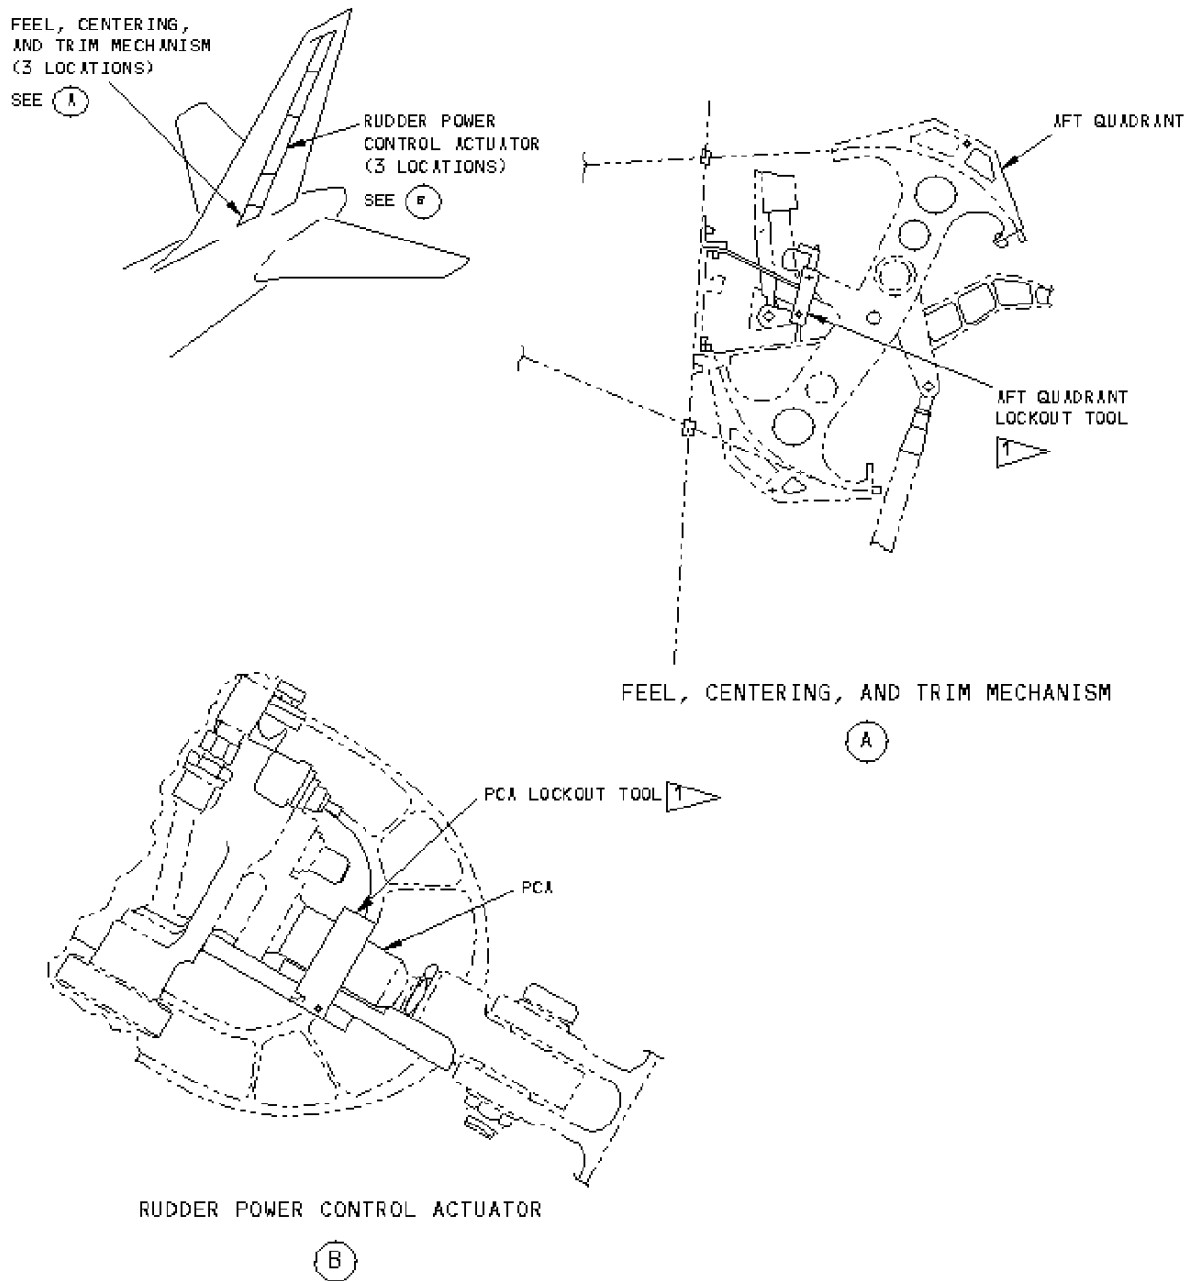 FEEL, CENTERING,
AND TRIM MECHANISM
(3 LOCATIONS)
SEE A
RUDDER POWER
CONTROL ACTUATOR
(3 LOCATIONS)
SEE B
AFT QUADRANT
AFT QUADRANT
LOCKOUT TOOL
1
FEEL, CENTERING, AND TRIM MECHANISM
A
PCA LOCKOUT TOOL 1
PCA
RUDDER POWER CONTROL ACTUATOR
B